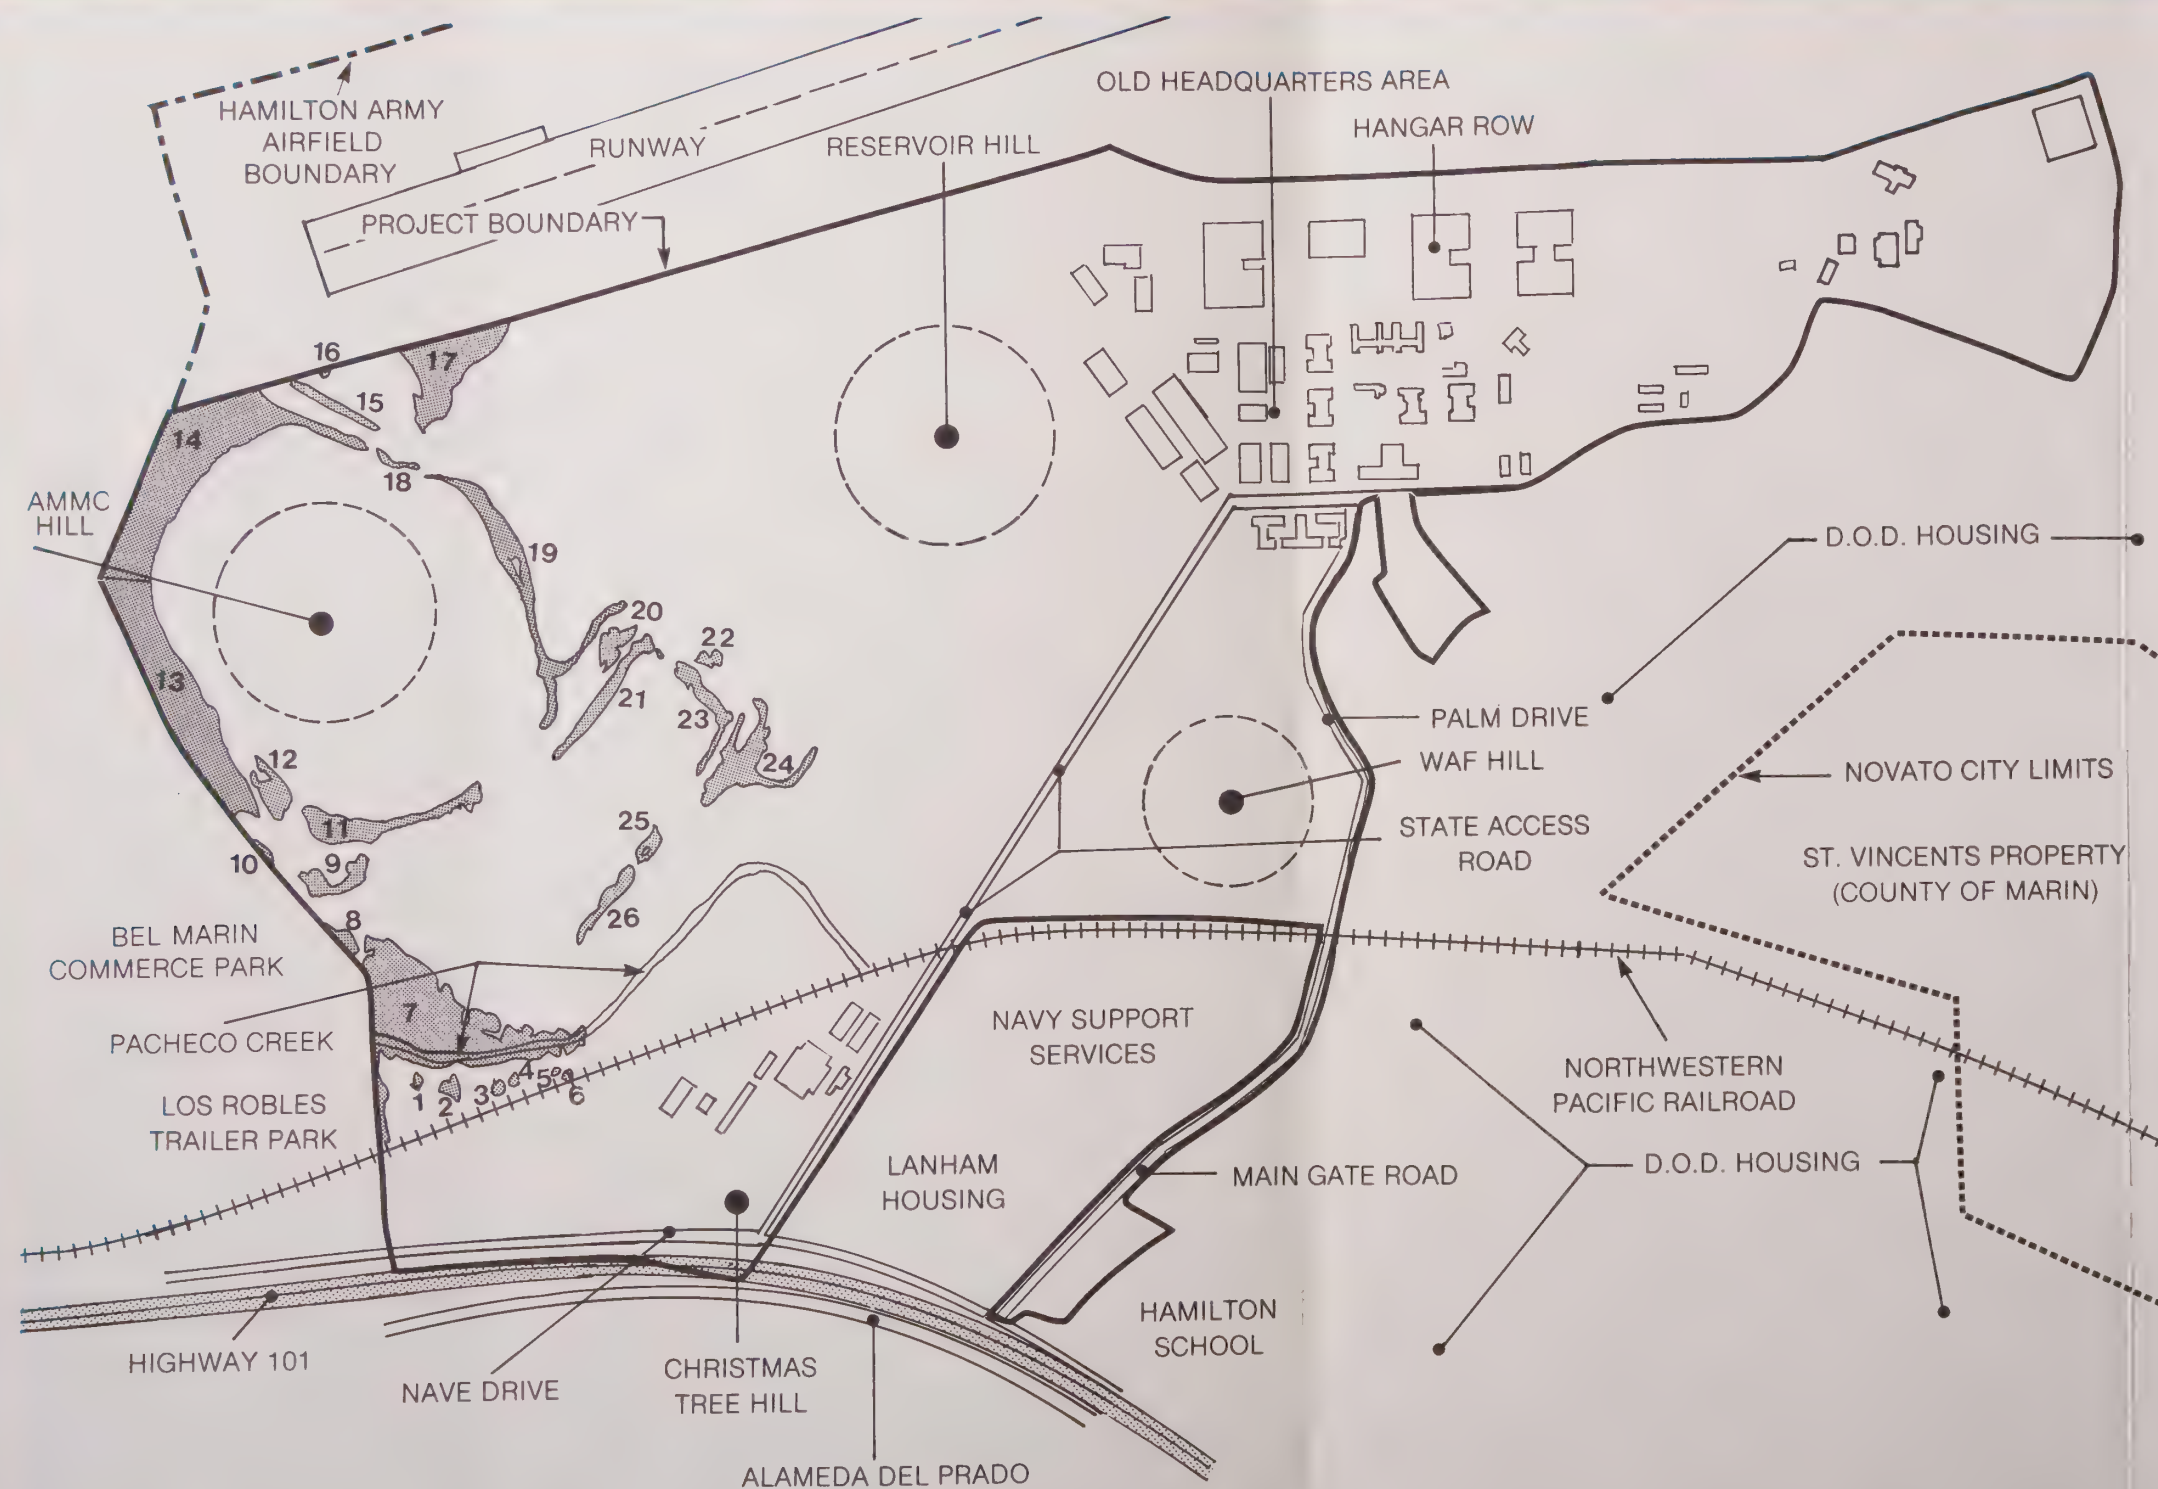 OLD HEADQUARTERS AREA
HAMILTON ARMY
AIRFIELD
BOUNDARY
RUNWAY
RESERVOIR HILL
HANGAR ROW
PROJECT BOUNDARY
16
17
15
14
18
AMMC
HILL
19
D.O.D. HOUSING
20
22
13
21
23
PALM DRIVE
12
24
WAF HILL
NOVATO CITY LIMITS
11
25
STATE ACCESS
ROAD
10
9
ST. VINCENTS PROPERTY
(COUNTY OF MARIN)
8
26
BEL MARIN
COMMERCE PARK
7
NAVY SUPPORT
SERVICES
PACHECO CREEK
NORTHWESTERN
PACIFIC RAILROAD
1
2
3
4
5
6
LOS ROBLES
TRAILER PARK
LANHAM
HOUSING
MAIN GATE ROAD
D.O.D. HOUSING
HAMILTON
SCHOOL
HIGHWAY 101
NAVE DRIVE
CHRISTMAS
TREE HILL
ALAMEDA DEL PRADO